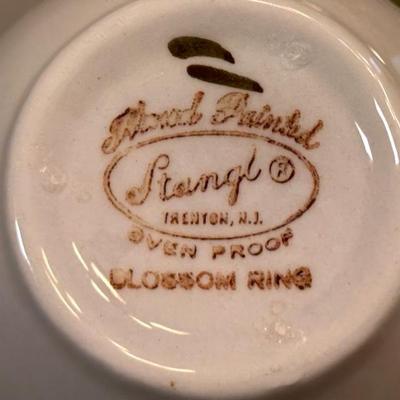 Hand Painted
Stangl ®
TRENTON, N.J.
OVEN PROOF
BLOSSOM RING